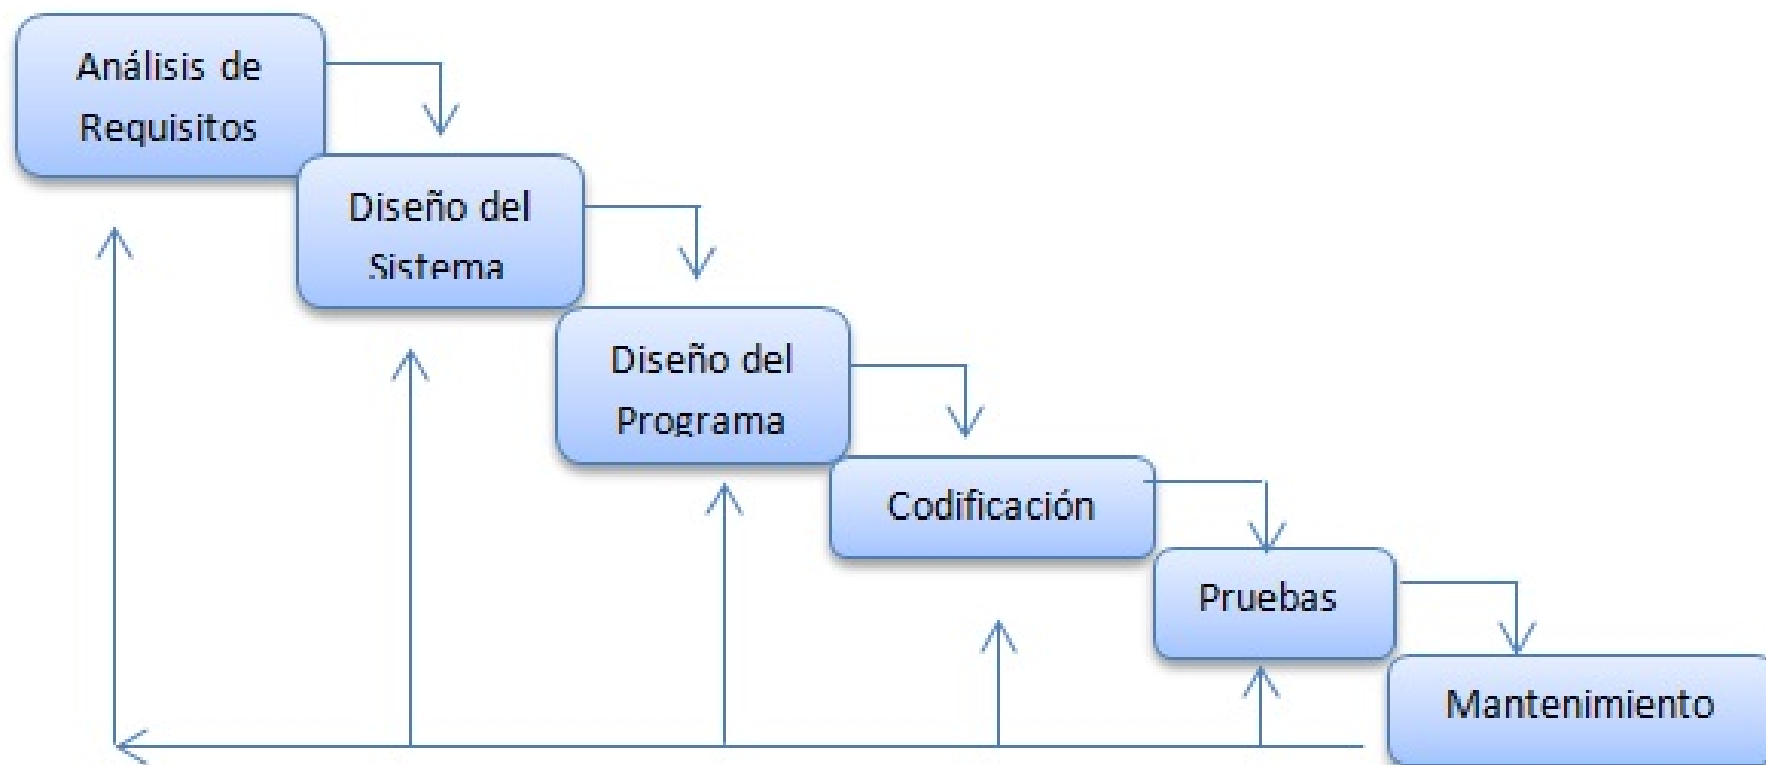 Análisis de
Requisitos
Diseño del
Sistema
Diseño del
Programa
Codificación
Pruebas
Mantenimiento